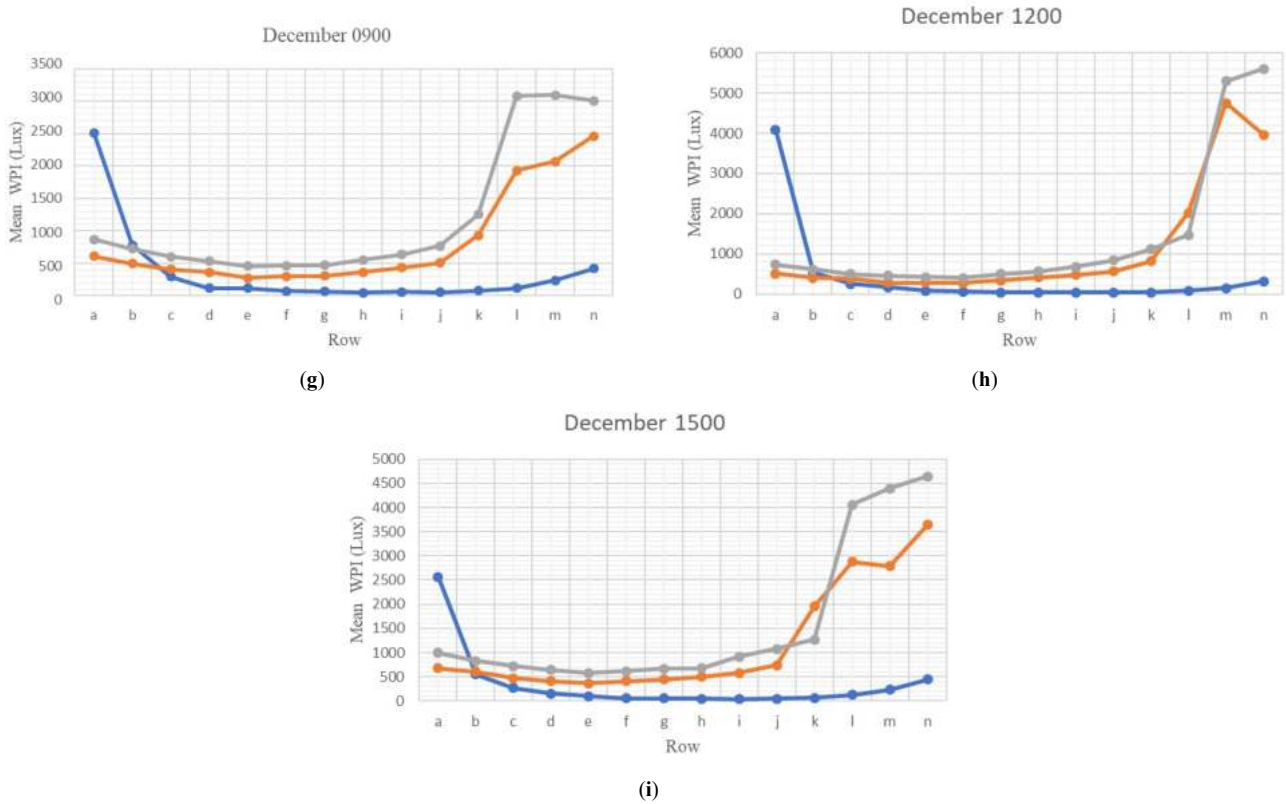 December 0900
3500
3000
2500
2000
1500
1000
500
0
Mean WPI (Lux)
a b c d e f g h i j k l m n
Row
(g)
December 1200
6000
5000
4000
3000
2000
1000
0
Mean WPI (Lux)
a b c d e f g h i j k l m n
Row
(h)
December 1500
5000
4500
4000
3500
3000
2500
2000
1500
1000
500
0
Mean WPI (Lux)
a b c d e f g h i j k l m n
Row
(i)